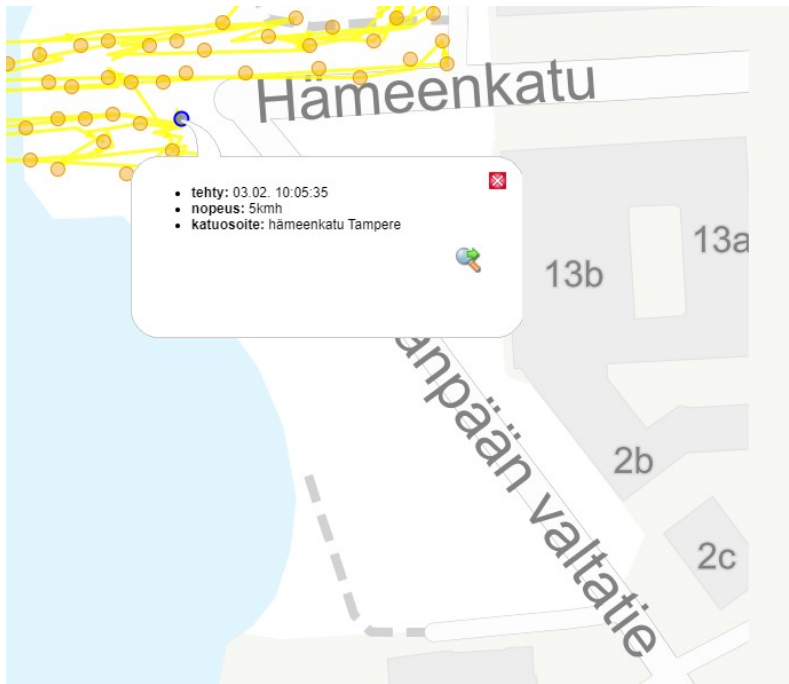 Hämeenkatu
tehty: 03.02. 10:05:35
nopeus: 5kmh
katuosoite: hämeenkatu Tampere
13a
13b
anpään valtatie
2b
2c